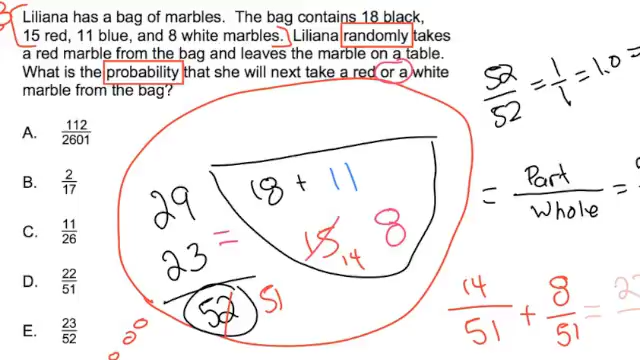 Liliana has a bag of marbles. The bag contains 18 black,
15 red, 11 blue, and 8 white marbles. Liliana randomly takes
a red marble from the bag and leaves the marble on a table.
What is the probability that she will next take a red or a white
marble from the bag?
A. 112/2601
B. 2/17
C. 11/26
D. 22/51
E. 23/52
52/52 = 1/1 = 1.0 =
= Part/Whole =
18 + 11
15 14 8
29
23 =
52 51
14/51 + 8/51 =